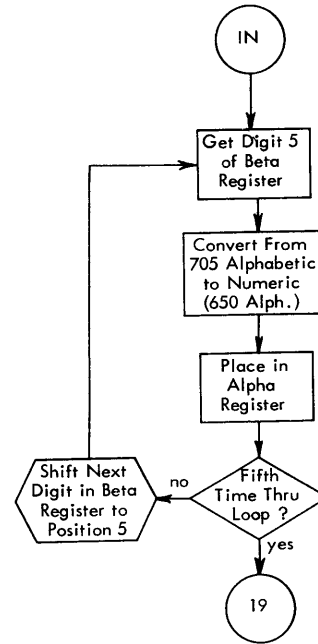 IN
Get Digit 5
of Beta
Register
Convert From
705 Alphabetic
to Numeric
(650 Alph.)
Place in
Alpha
Register
Fifth
Time Thru
Loop ?
no
Shift Next
Digit in Beta
Register to
Position 5
yes
19